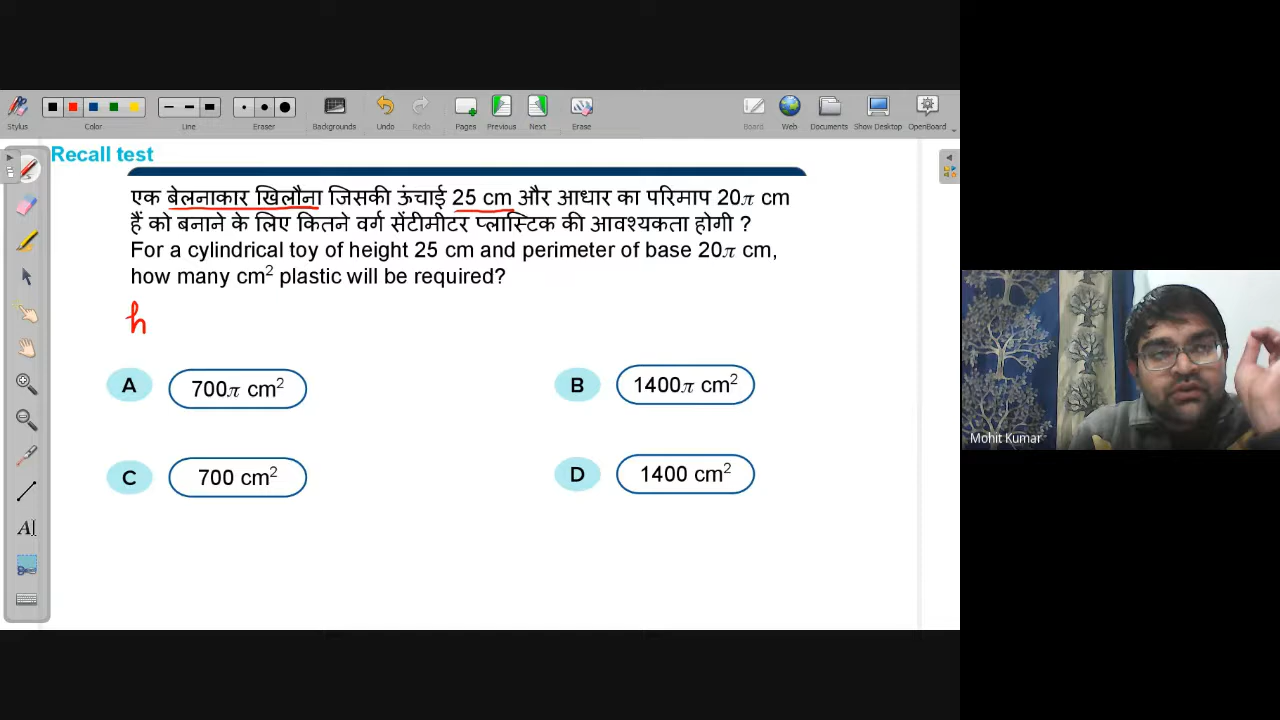 Stylus
Color
Line
Eraser
Backgrounds
Undo
Redo
Pages
Previous
Next
Erase
Board
Web
Documents
Show Desktop
OpenBoard
Recall test
एक बेलनाकार खिलौना जिसकी ऊंचाई 25 cm और आधार का परिमाप 20π cm
हैं को बनाने के लिए कितने वर्ग सेंटीमीटर प्लास्टिक की आवश्यकता होगी ?
For a cylindrical toy of height 25 cm and perimeter of base 20π cm,
how many cm² plastic will be required?
h
A 700π cm²
B 1400π cm²
C 700 cm²
D 1400 cm²
Mohit Kumar